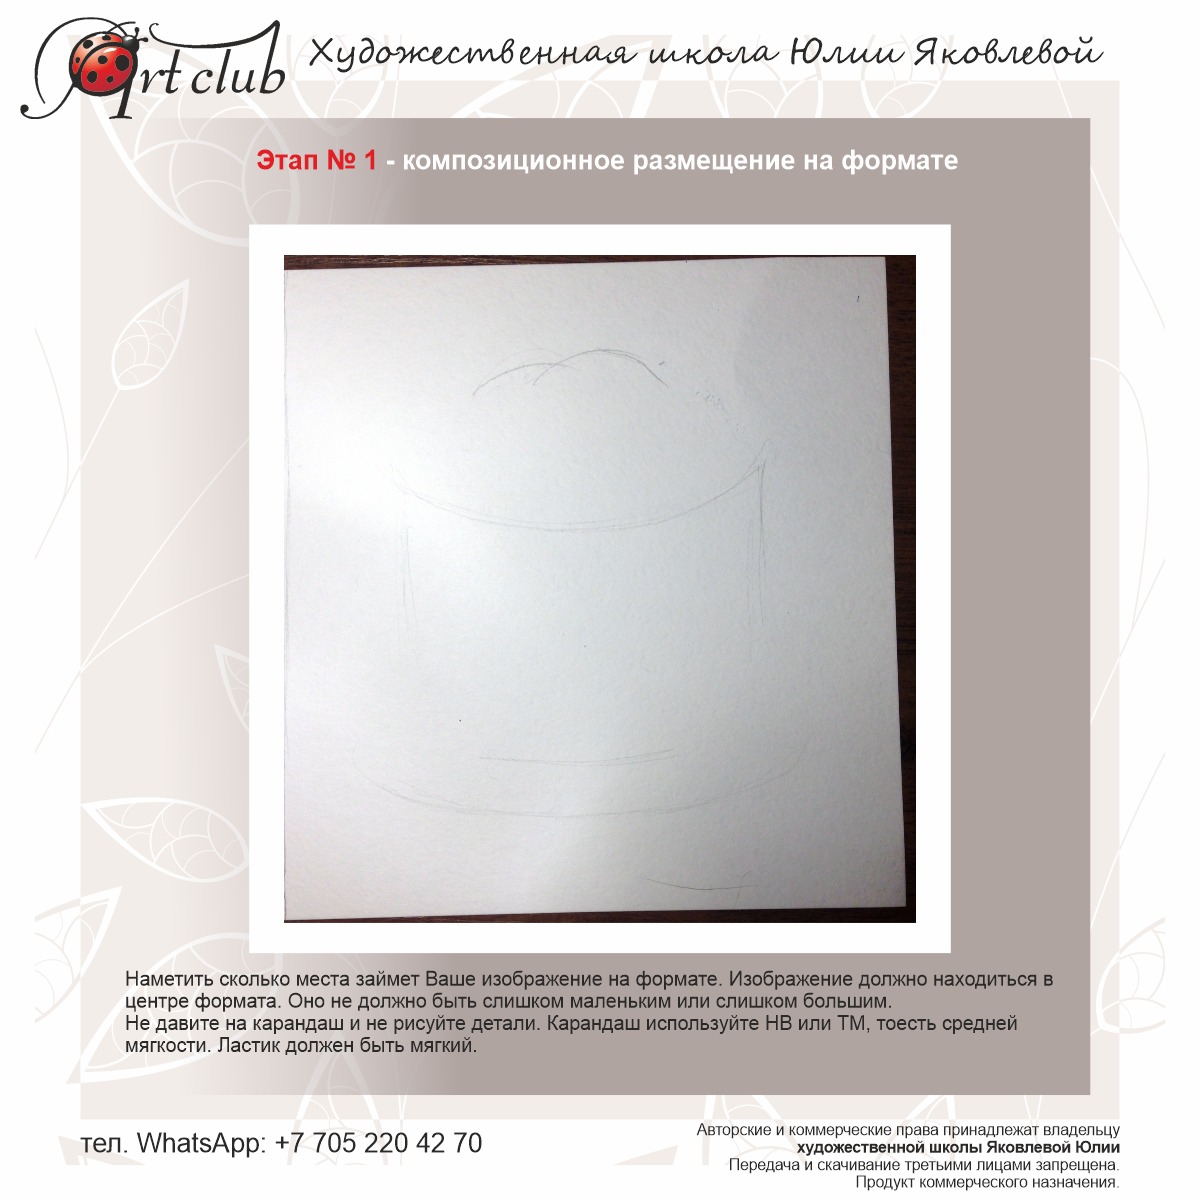 Art club Художественная школа Юлии Яковлевой
Этап № 1 - композиционное размещение на формате
Наметить сколько места займет Ваше изображение на формате. Изображение должно находиться в
центре формата. Оно не должно быть слишком маленьким или слишком большим.
Не давите на карандаш и не рисуйте детали. Карандаш используйте НВ или ТМ, тоесть средней
мягкости. Ластик должен быть мягкий.
тел. WhatsApp: +7 705 220 42 70
Авторские и коммерческие права принадлежат владельцу
художественной школы Яковлевой Юлии
Передача и скачивание третьими лицами запрещена.
Продукт коммерческого назначения.